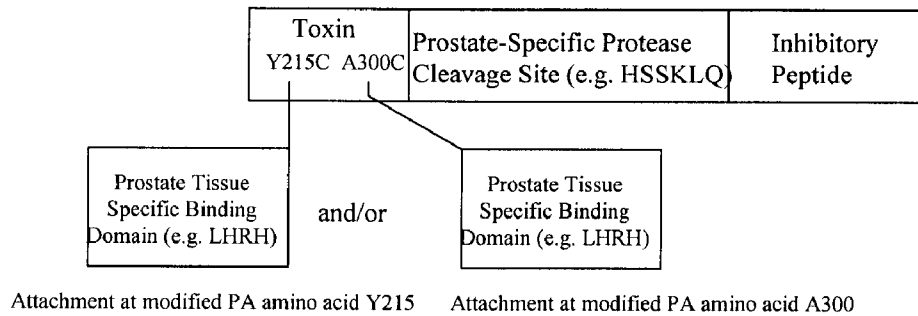 Toxin
Y215C A300C
Prostate-Specific Protease
Cleavage Site (e.g. HSSKLQ)
Inhibitory
Peptide
Prostate Tissue
Specific Binding
Domain (e.g. LHRH)
and/or
Prostate Tissue
Specific Binding
Domain (e.g. LHRH)
Attachment at modified PA amino acid Y215
Attachment at modified PA amino acid A300